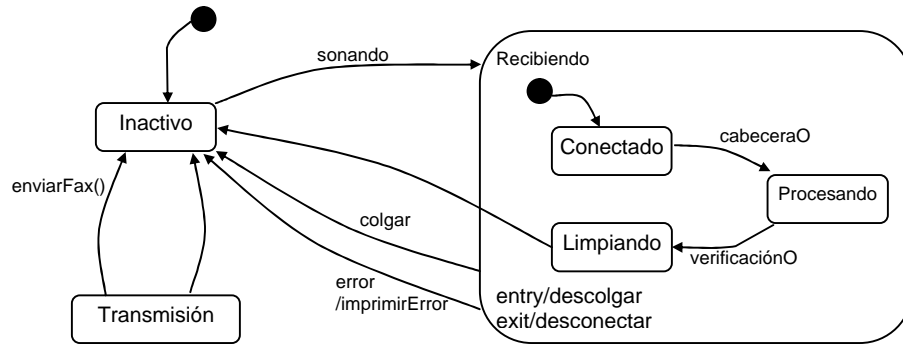 sonando
Recibiendo
Inactivo
Conectado
cabeceraO
Procesando
enviarFax()
colgar
Limpiando
verificaciónO
error
/imprimirError
entry/descolgar
exit/desconectar
Transmisión